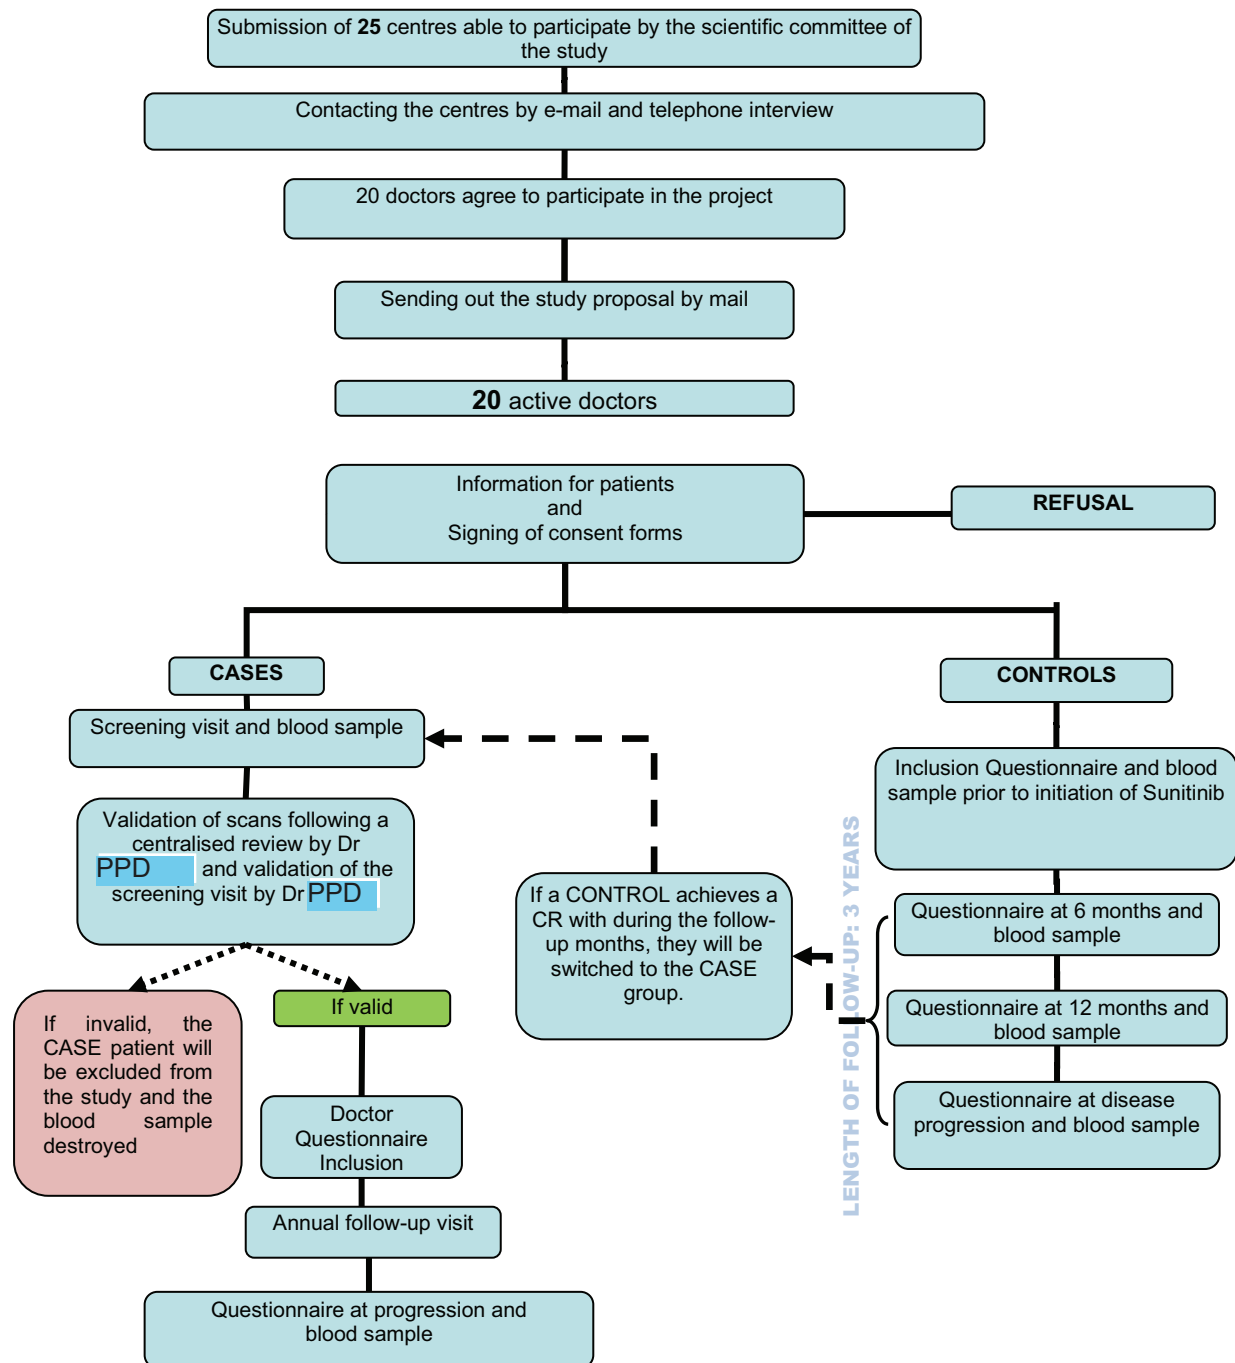 Submission of 25 centres able to participate by the scientific committee of
the study
Contacting the centres by e-mail and telephone interview
20 doctors agree to participate in the project
Sending out the study proposal by mail
20 active doctors
Information for patients
and
Signing of consent forms
REFUSAL
CASES
CONTROLS
Screening visit and blood sample
Inclusion Questionnaire and blood
sample prior to initiation of Sunitinib
Validation of scans following a
centralised review by Dr
PPD and validation of the
screening visit by Dr PPD
If a CONTROL achieves a
CR with during the follow-
up months, they will be
switched to the CASE
group.
LENGTH OF FOLLOW-UP: 3 YEARS
Questionnaire at 6 months and
blood sample
Questionnaire at 12 months and
blood sample
Questionnaire at disease
progression and blood sample
If invalid, the
CASE patient will
be excluded from
the study and the
blood sample
destroyed
If valid
Doctor
Questionnaire
Inclusion
Annual follow-up visit
Questionnaire at progression and
blood sample